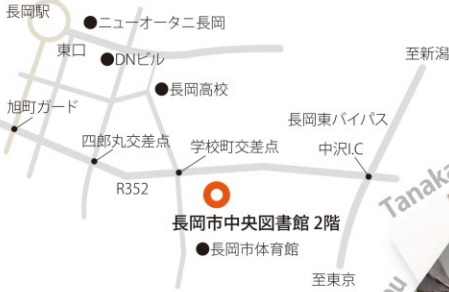 長岡駅
ニューオータニ長岡
東口
DNビル
至新潟
長岡高校
旭町ガード
長岡東バイパス
四郎丸交差点
学校町交差点
中沢I.C
R352
Tanaka
長岡市中央図書館 2階
長岡市体育館
至東京
ou